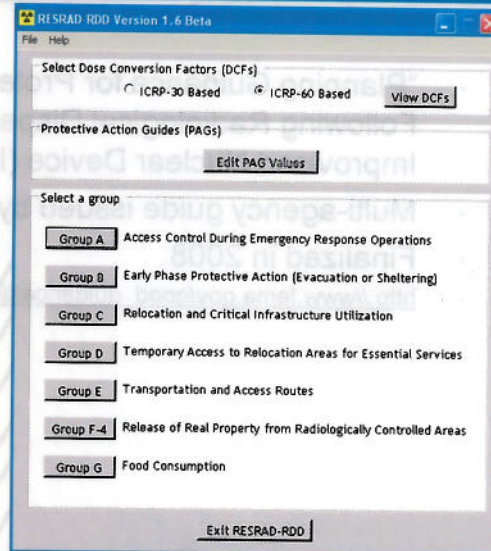 RESRAD RDD Version 1.6 Beta
File Help
Select Dose Conversion Factors (DCFs)
ICRP-30 Based ICRP-60 Based View DCFs
Protective Action Guides (PAGs)
Edit PAG Values
Select a group
Group A Access Control During Emergency Response Operations
Group B Early Phase Protective Action (Evacuation or Sheltering)
Group C Relocation and Critical Infrastructure Utilization
Group D Temporary Access to Relocation Areas for Essential Services
Group E Transportation and Access Routes
Group F-4 Release of Real Property from Radiologically Controlled Areas
Group G Food Consumption
Exit RESRAD-RDD